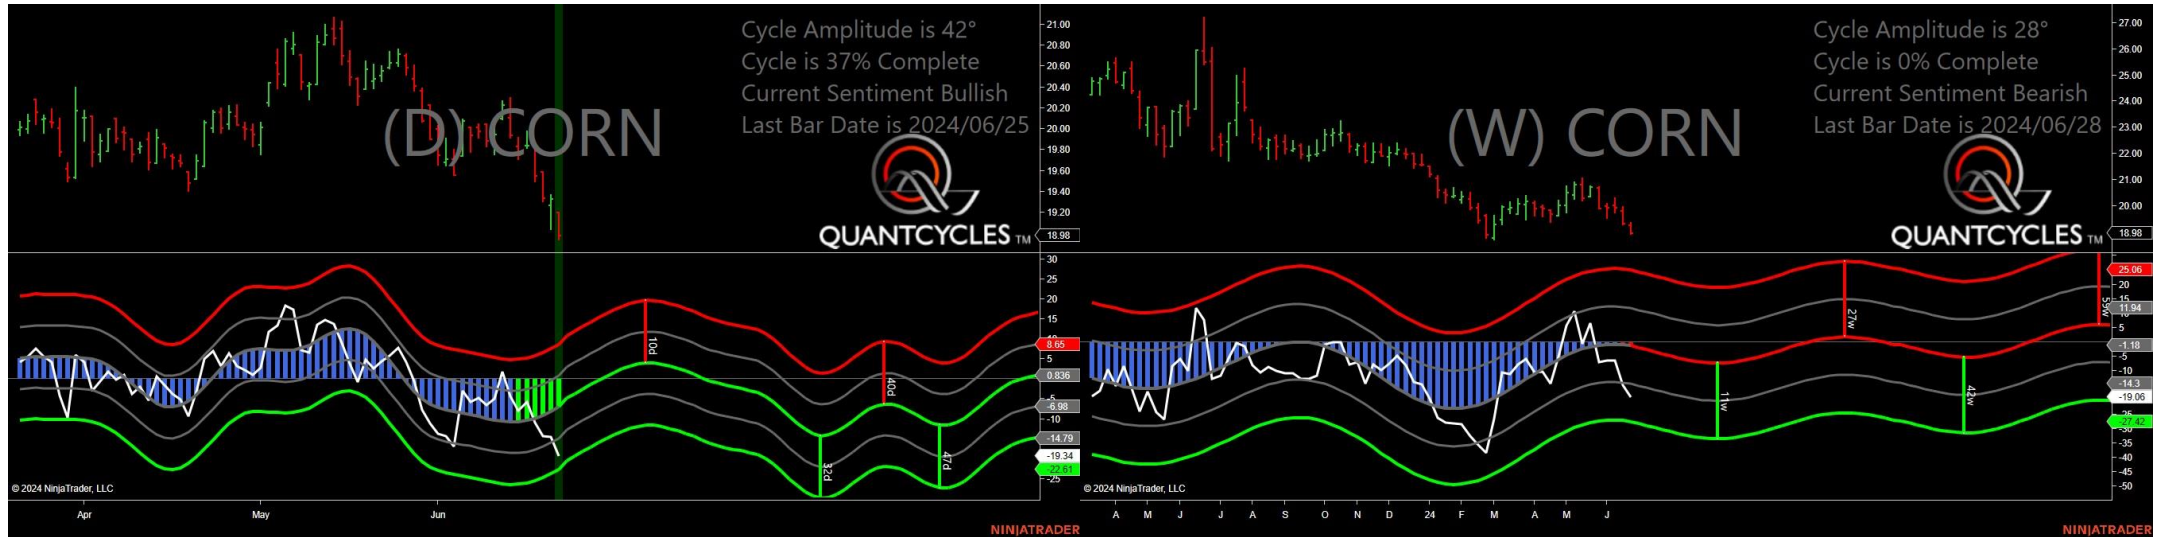 Cycle Amplitude is 42°
Cycle is 37% Complete
Current Sentiment Bullish
Last Bar Date is 2024/06/25
(D) CORN
QUANTCYCLES TM
21.00
20.80
20.60
20.40
20.20
20.00
19.80
19.60
19.40
19.20
18.98
30
25
20
15
8.65
5
0.836
-6.98
-10
-14.79
-19.34
-22.61
-25
10d
32d
40d
47d
© 2024 NinjaTrader, LLC
Apr
May
Jun
NINJATRADER
Cycle Amplitude is 28°
Cycle is 0% Complete
Current Sentiment Bearish
Last Bar Date is 2024/06/28
(W) CORN
QUANTCYCLES TM
27.00
26.00
25.00
24.00
23.00
22.00
21.00
20.00
18.98
25.06
20
15
11.94
5
-1.18
-5
-10
-14.3
-19.06
-27.42
-35
-40
-45
-50
11w
27w
42w
59w
© 2024 NinjaTrader, LLC
A M J J A S O N D 24 F M A M J
NINJATRADER